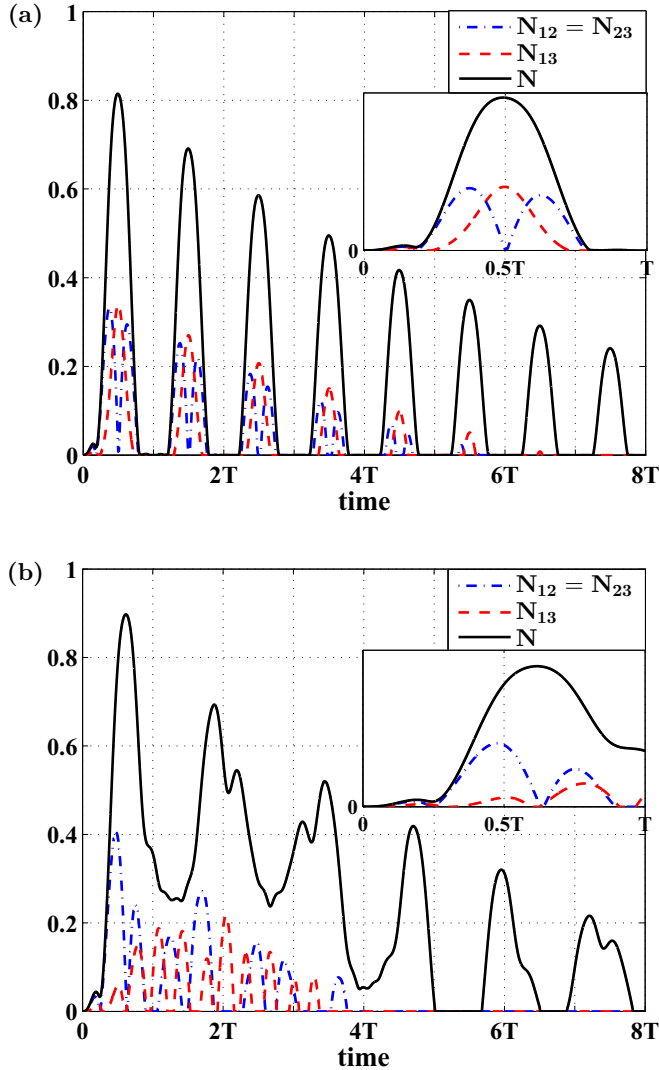 (a)
1
0.8
0.6
0.4
0.2
0
N₁₂ = N₂₃
N₁₃
N
0 0.5T T
0 2T 4T 6T 8T
time
(b)
1
0.8
0.6
0.4
0.2
0
N₁₂ = N₂₃
N₁₃
N
0 0.5T T
0 2T 4T 6T 8T
time